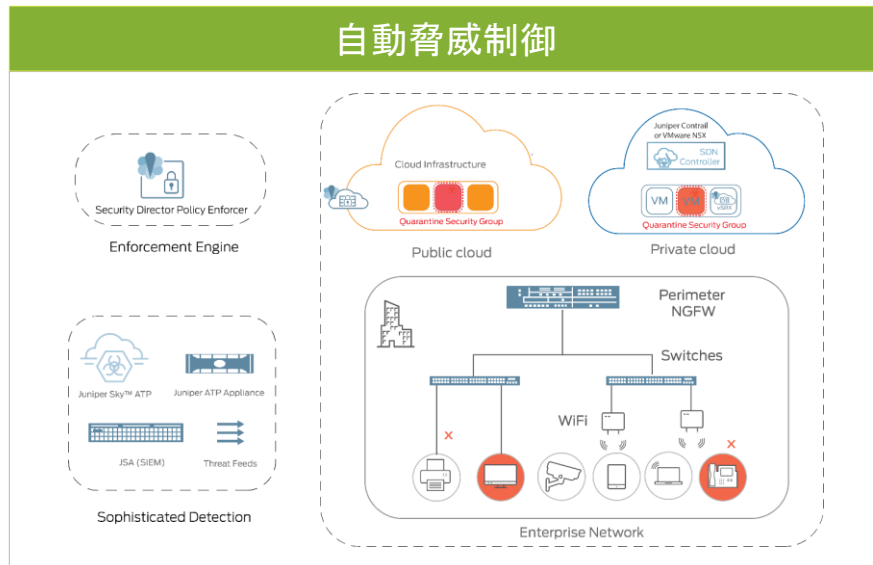 自動脅威制御
Security Director Policy Enforcer
Enforcement Engine
Juniper Sky™ ATP
Juniper ATP Appliance
JSA (SIEM)
Threat Feeds
Sophisticated Detection
Cloud Infrastructure
Quarantine Security Group
Public cloud
Juniper Contrail
or VMware NSX
SDN
Controller
VM
VM
vSRX
Quarantine Security Group
Private cloud
Perimeter
NGFW
Switches
WiFi
X
X
Enterprise Network